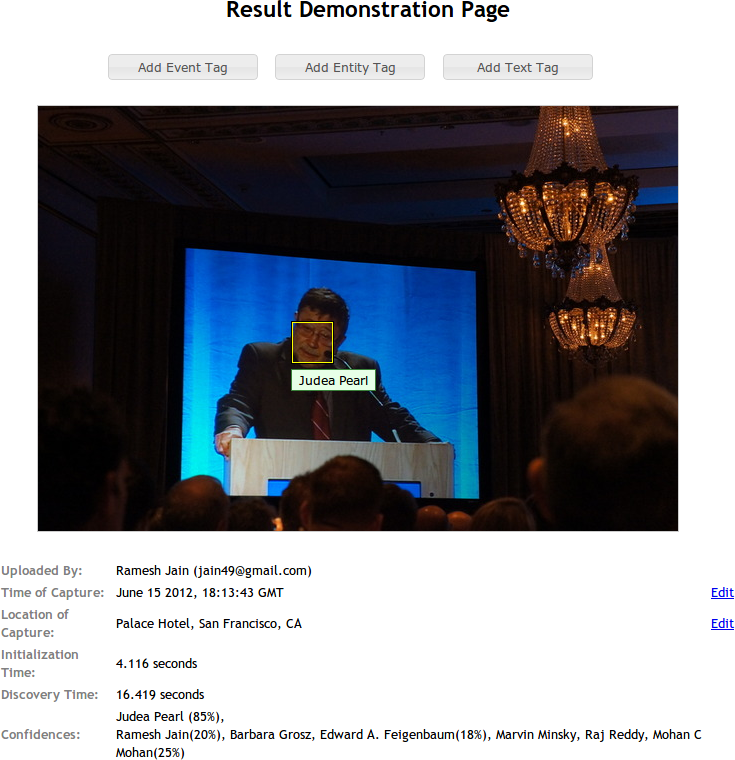 Result Demonstration Page
Add Event Tag
Add Entity Tag
Add Text Tag
Judea Pearl
Uploaded By:
Ramesh Jain (jain49@gmail.com)
Time of Capture:
June 15 2012, 18:13:43 GMT
Edit
Location of
Capture:
Palace Hotel, San Francisco, CA
Edit
Initialization
Time:
4.116 seconds
Discovery Time:
16.419 seconds
Confidences:
Judea Pearl (85%),
Ramesh Jain(20%), Barbara Grosz, Edward A. Feigenbaum(18%), Marvin Minsky, Raj Reddy, Mohan C
Mohan(25%)